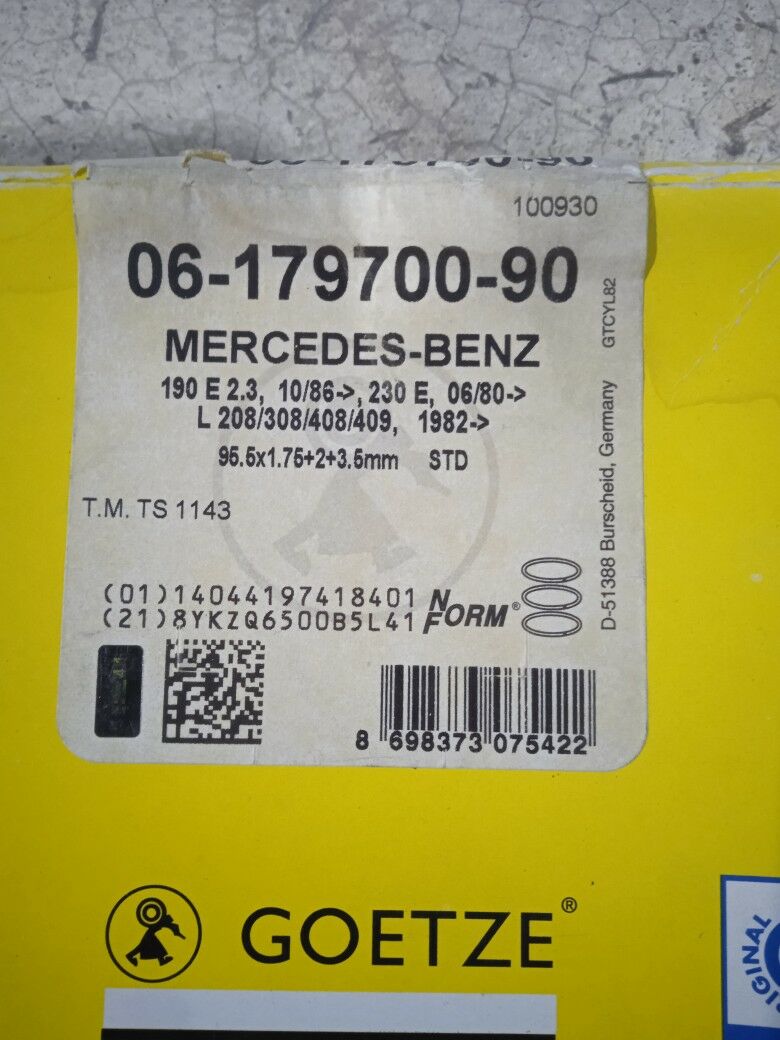 100930
06-179700-90
MERCEDES-BENZ
190 E 2.3, 10/86->, 230 E, 06/80->
L 208/308/408/409, 1982->
95.5x1.75+2+3.5mm STD
T.M. TS 1143
(01)14044197418401
(21)8YKZQ6500B5L41
N
FORM®
D-51388 Burscheid, Germany GTCYL82
8 698373 075422
GOETZE®